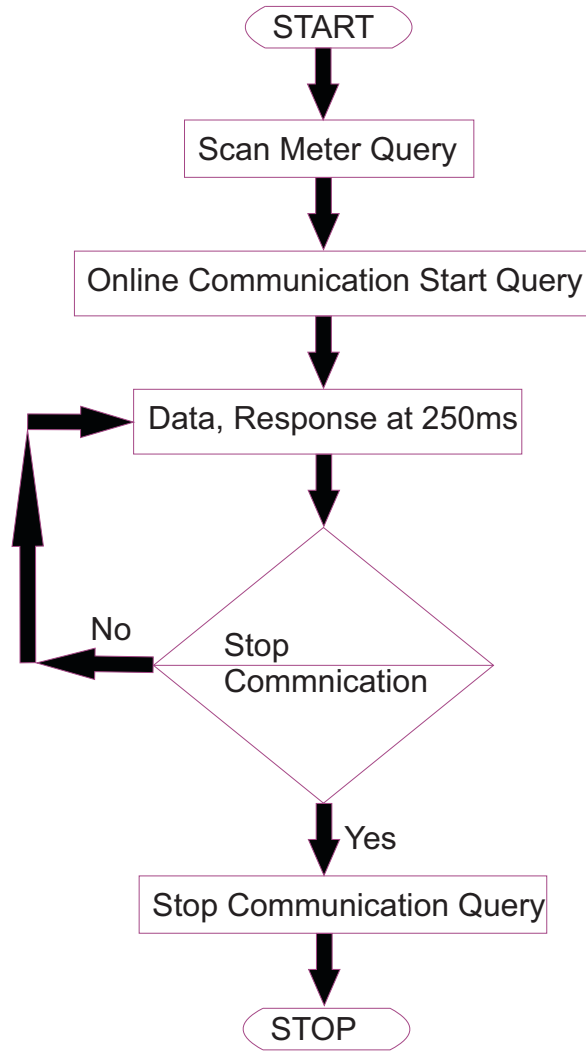 START
Scan Meter Query
Online Communication Start Query
Data, Response at 250ms
No
Stop
Commnication
Yes
Stop Communication Query
STOP